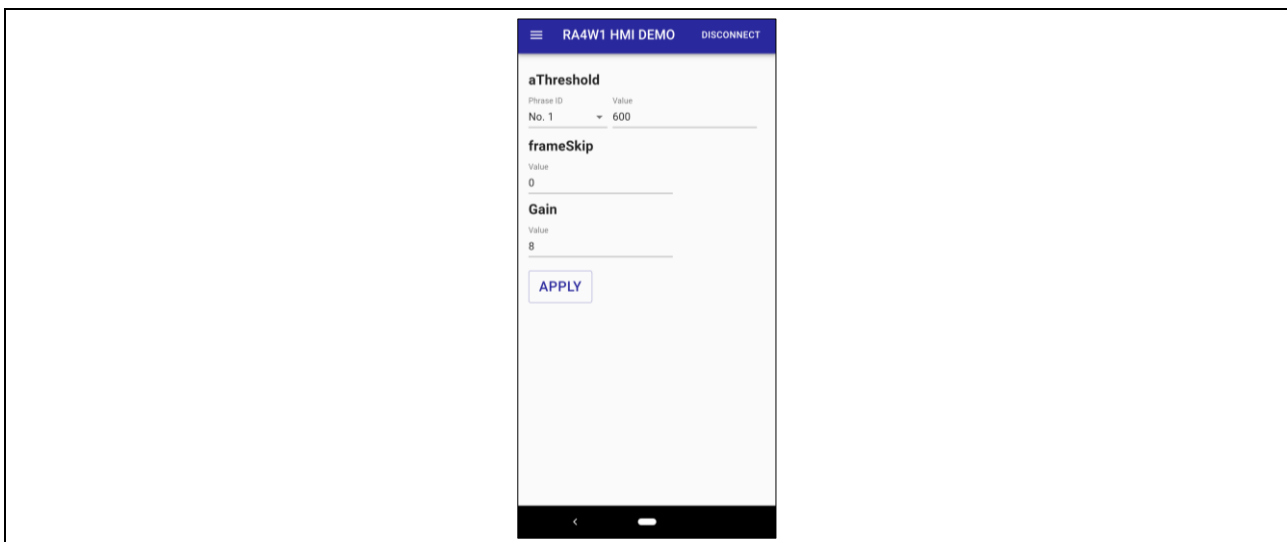 RA4W1 HMI DEMO DISCONNECT
aThreshold
Phrase ID Value
No. 1 600
frameSkip
Value
0
Gain
Value
8
APPLY